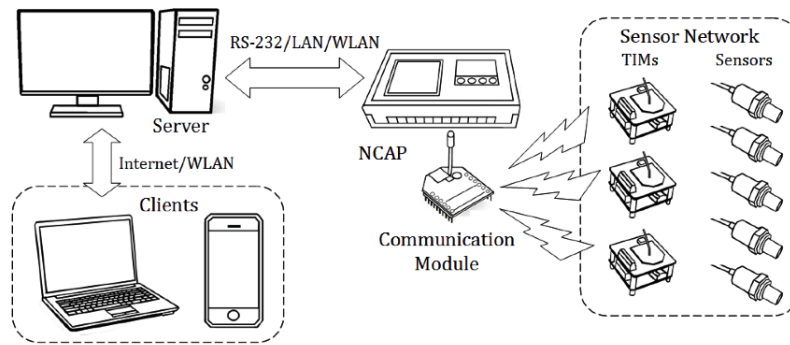 RS-232/LAN/WLAN
Sensor Network
TIMs
Sensors
Server
NCAP
Internet/WLAN
Clients
Communication
Module